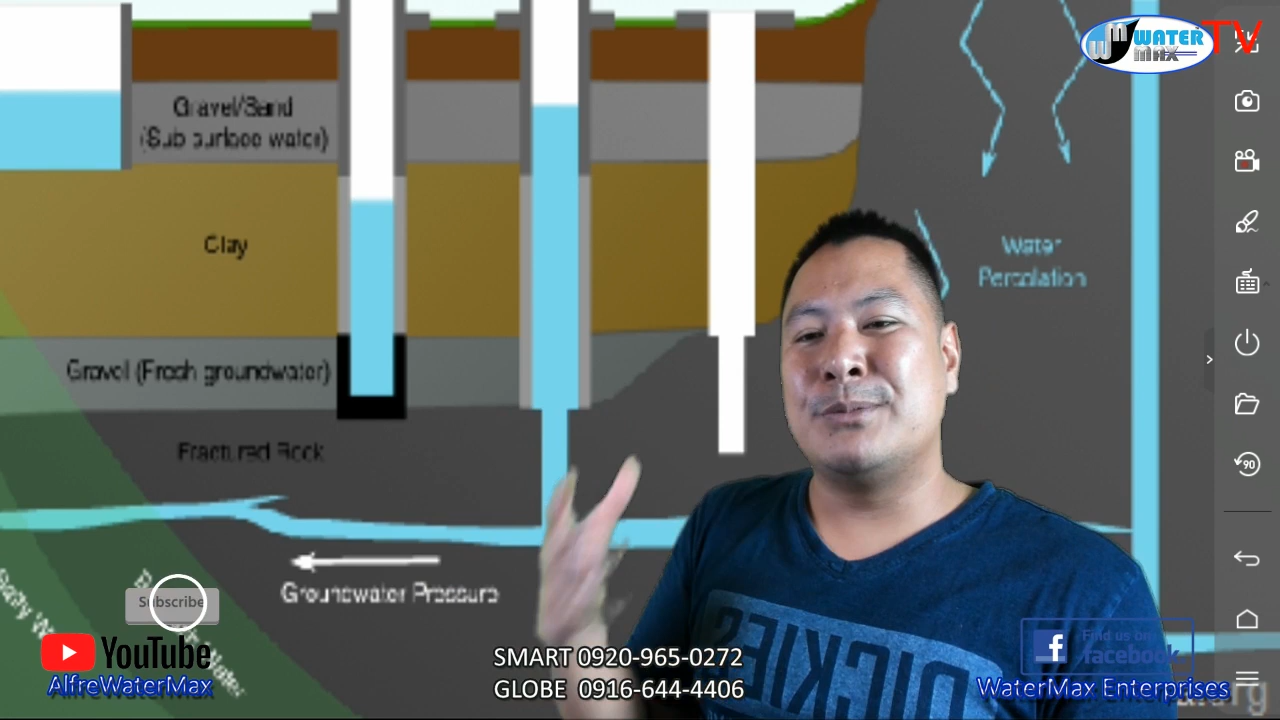 WATER
MAX
TV
Gravel/Sand
(Sub surface water)
Clay
Water
Percolation
Gravel (Fresh groundwater)
Fractured Rock
Groundwater Pressure
90
Subscribe
YouTube
AlfreWaterMax
SMART 0920-965-0272
GLOBE 0916-644-4406
DICKIES
Find us on
facebook
WaterMax Enterprises